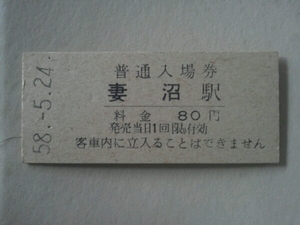 58.-5.24
普通入場券
妻沼駅
料金 80円
発売当日1回限り有効
客車内に立入ることはできません